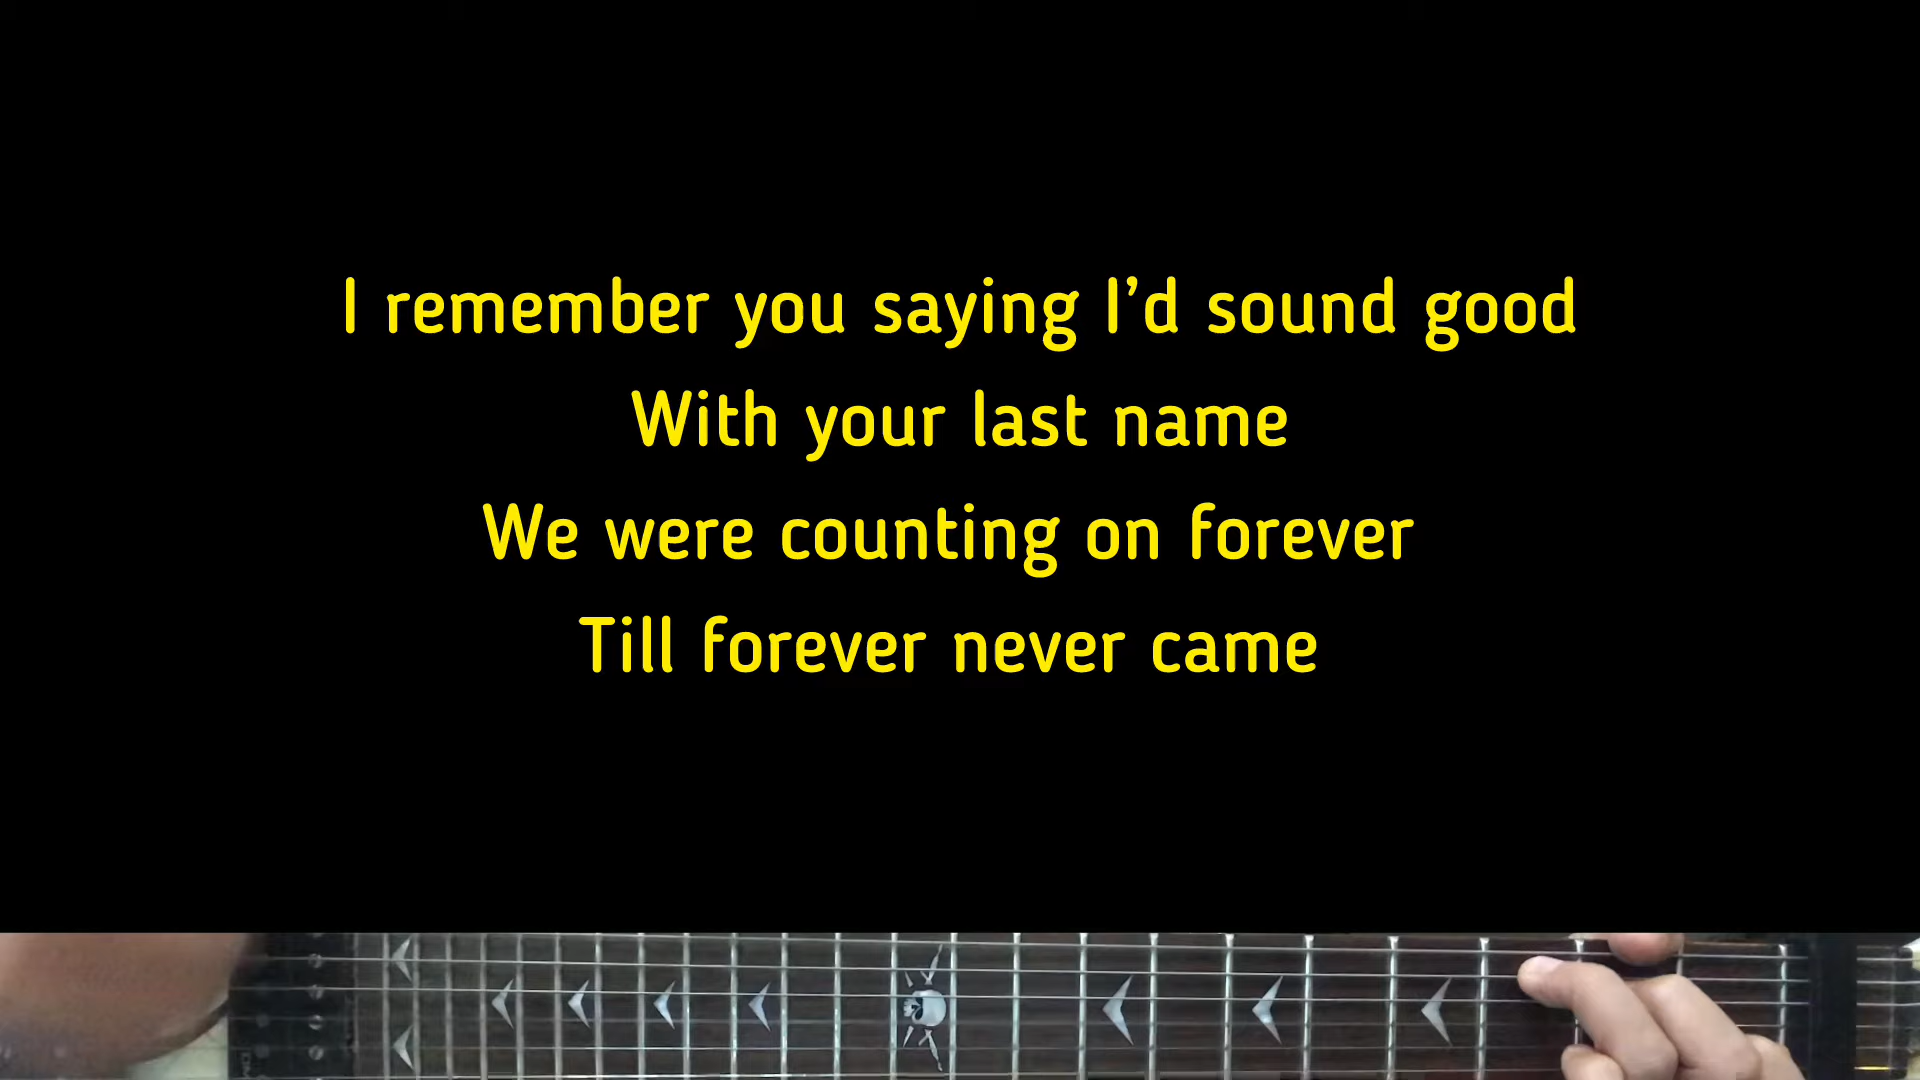 I remember you saying I’d sound good
With your last name
We were counting on forever
Till forever never came